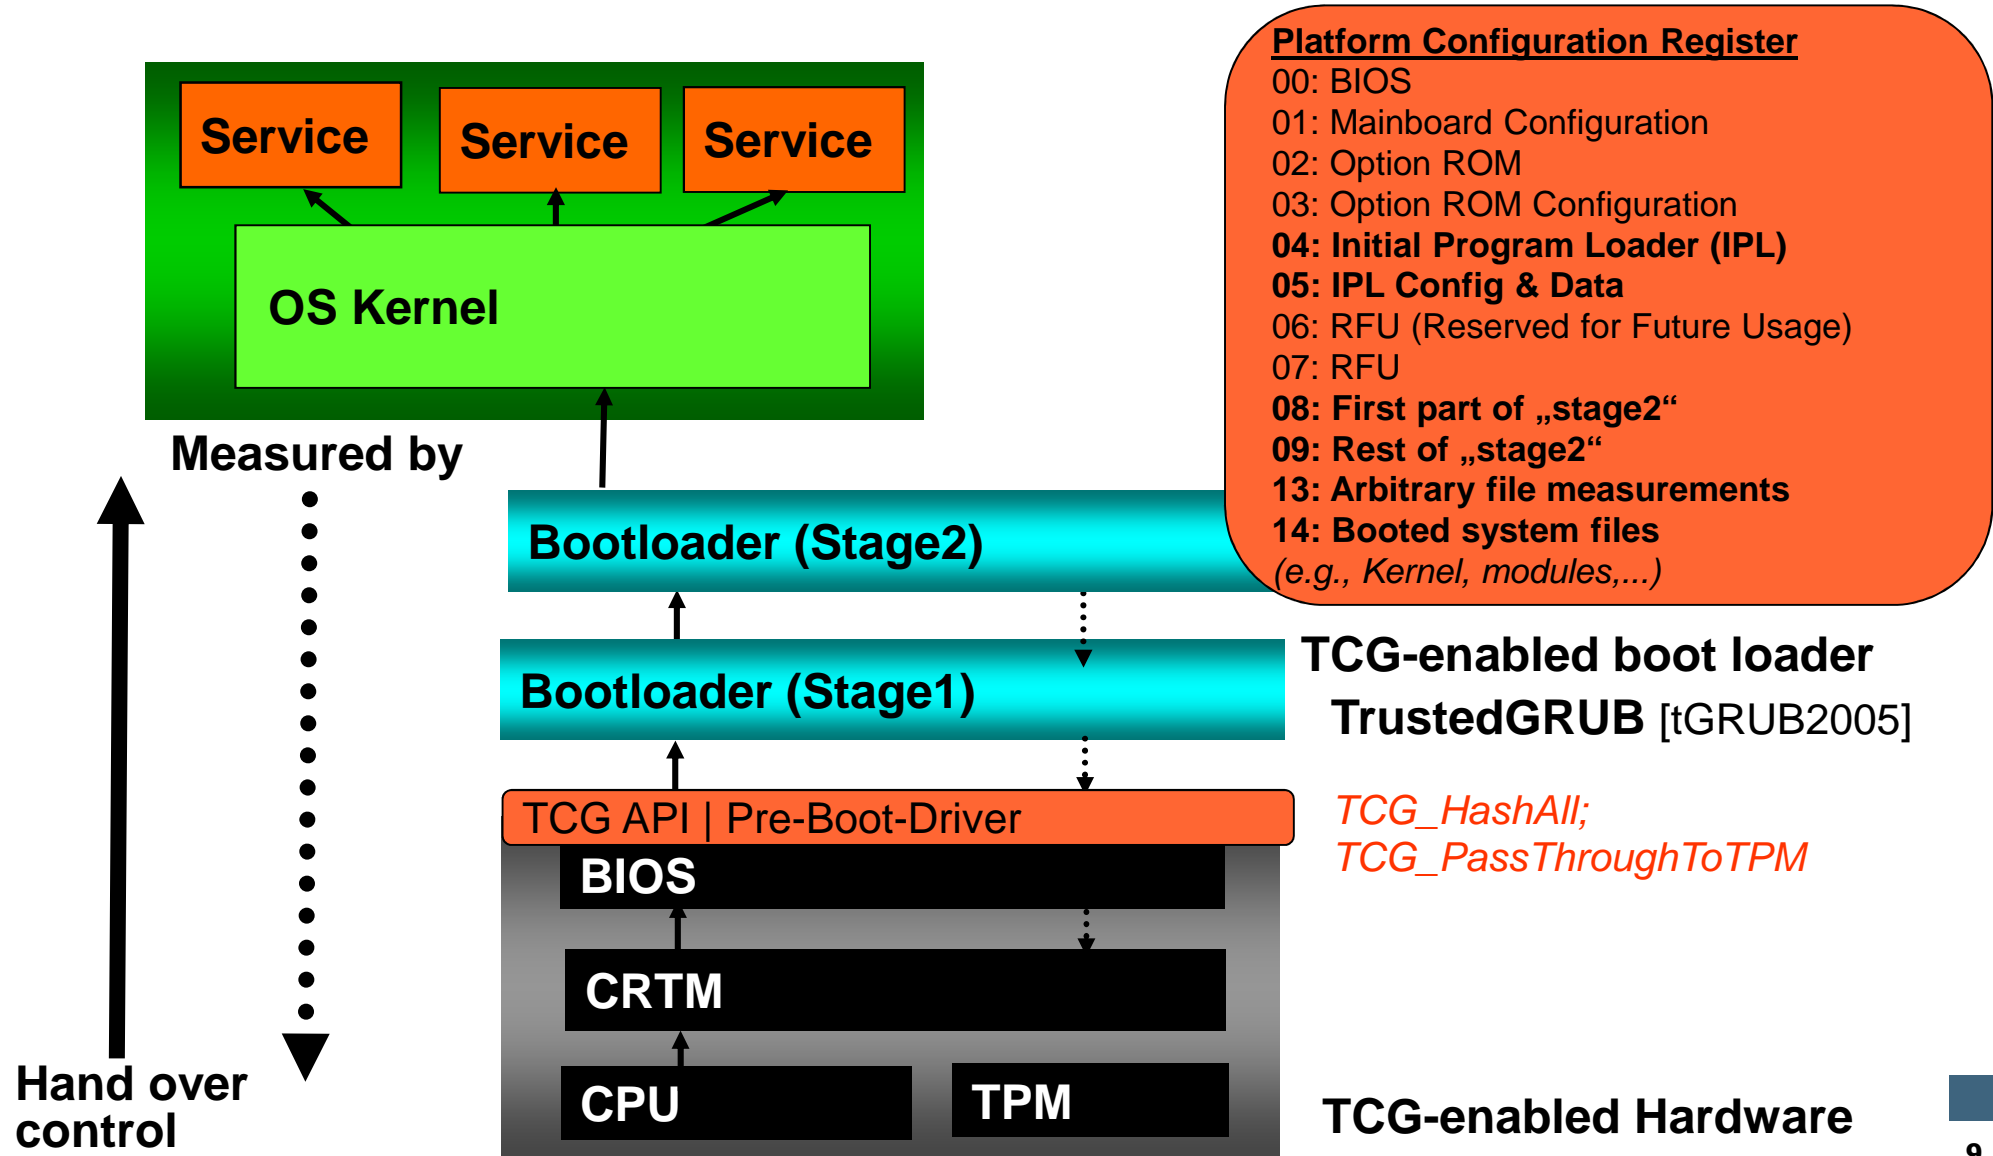 Platform Configuration Register
00: BIOS
01: Mainboard Configuration
02: Option ROM
03: Option ROM Configuration
04: Initial Program Loader (IPL)
05: IPL Config & Data
06: RFU (Reserved for Future Usage)
07: RFU
08: First part of „stage2“
09: Rest of „stage2“
13: Arbitrary file measurements
14: Booted system files
(e.g., Kernel, modules,...)
Service
Service
Service
OS Kernel
Measured by
Bootloader (Stage2)
Bootloader (Stage1)
TCG-enabled boot loader
TrustedGRUB [tGRUB2005]
TCG API | Pre-Boot-Driver
TCG_HashAll;
TCG_PassThroughToTPM
BIOS
CRTM
CPU
TPM
Hand over
control
TCG-enabled Hardware
9